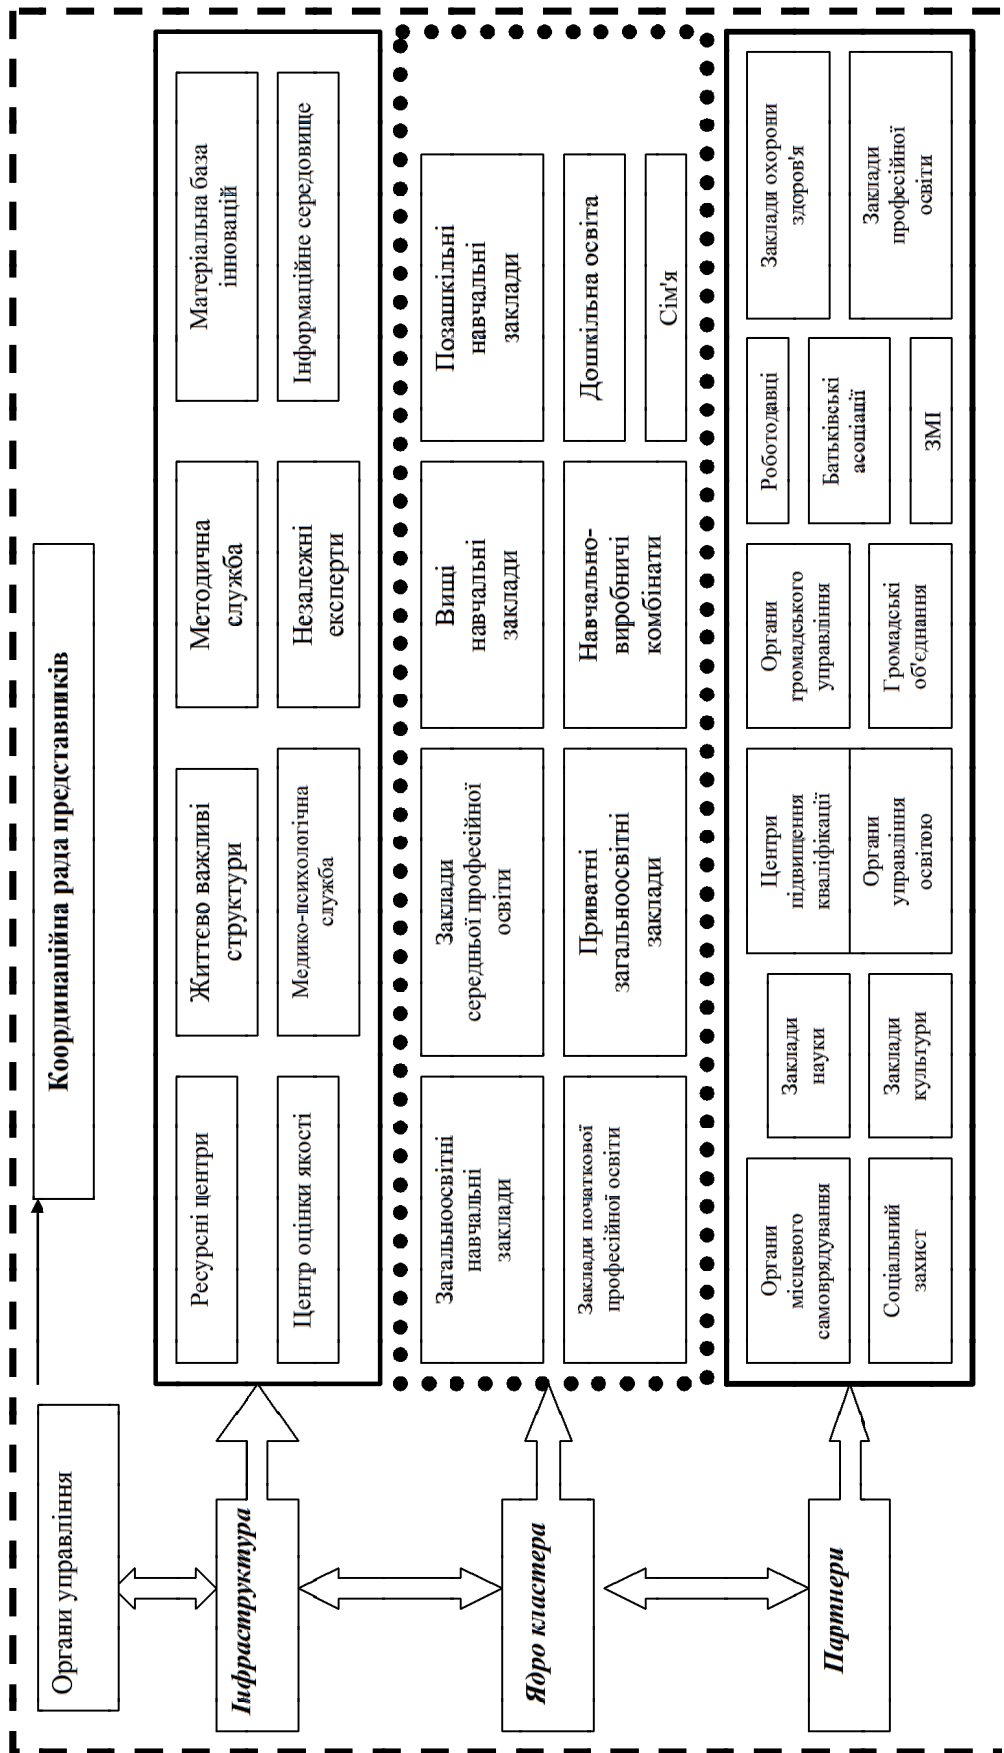 Органи управління
Координаційна рада представників
Інфраструктура
Ресурсні центри
Життєво важливі
структури
Методична
служба
Матеріальна база
інновацій
Центр оцінки якості
Медико-психологічна
служба
Незалежні
експерти
Інформаційне середовище
Ядро кластера
Загальноосвітні
навчальні
заклади
Заклади
середньої професійної
освіти
Вищі
навчальні
заклади
Позашкільні
навчальні
заклади
Заклади початкової
професійної освіти
Приватні
загальноосвітні
заклади
Навчально-
виробничі
комбінати
Дошкільна освіта
Сім'я
Партнери
Органи
місцевого
самоврядування
Заклади
науки
Центри
підвищення
кваліфікації
Органи
громадського
управління
Роботодавці
Батьківські
асоціації
ЗМІ
Заклади охорони
здоров'я
Соціальний
захист
Заклади
культури
Органи
управління
освітою
Громадські
об'єднання
Заклади
професійної
освіти